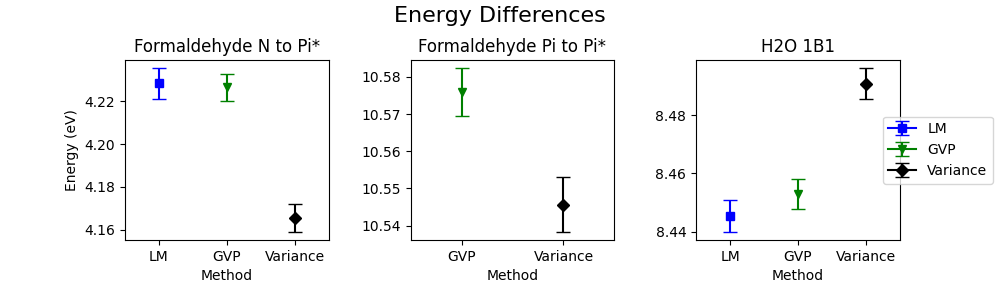 Energy Differences
Formaldehyde N to Pi*
Energy (eV)
4.22
4.20
4.18
4.16
LM
GVP
Variance
Method
Formaldehyde Pi to Pi*
10.58
10.57
10.56
10.55
10.54
GVP
Variance
Method
H2O 1B1
8.48
8.46
8.44
LM
GVP
Variance
Method
LM
GVP
Variance